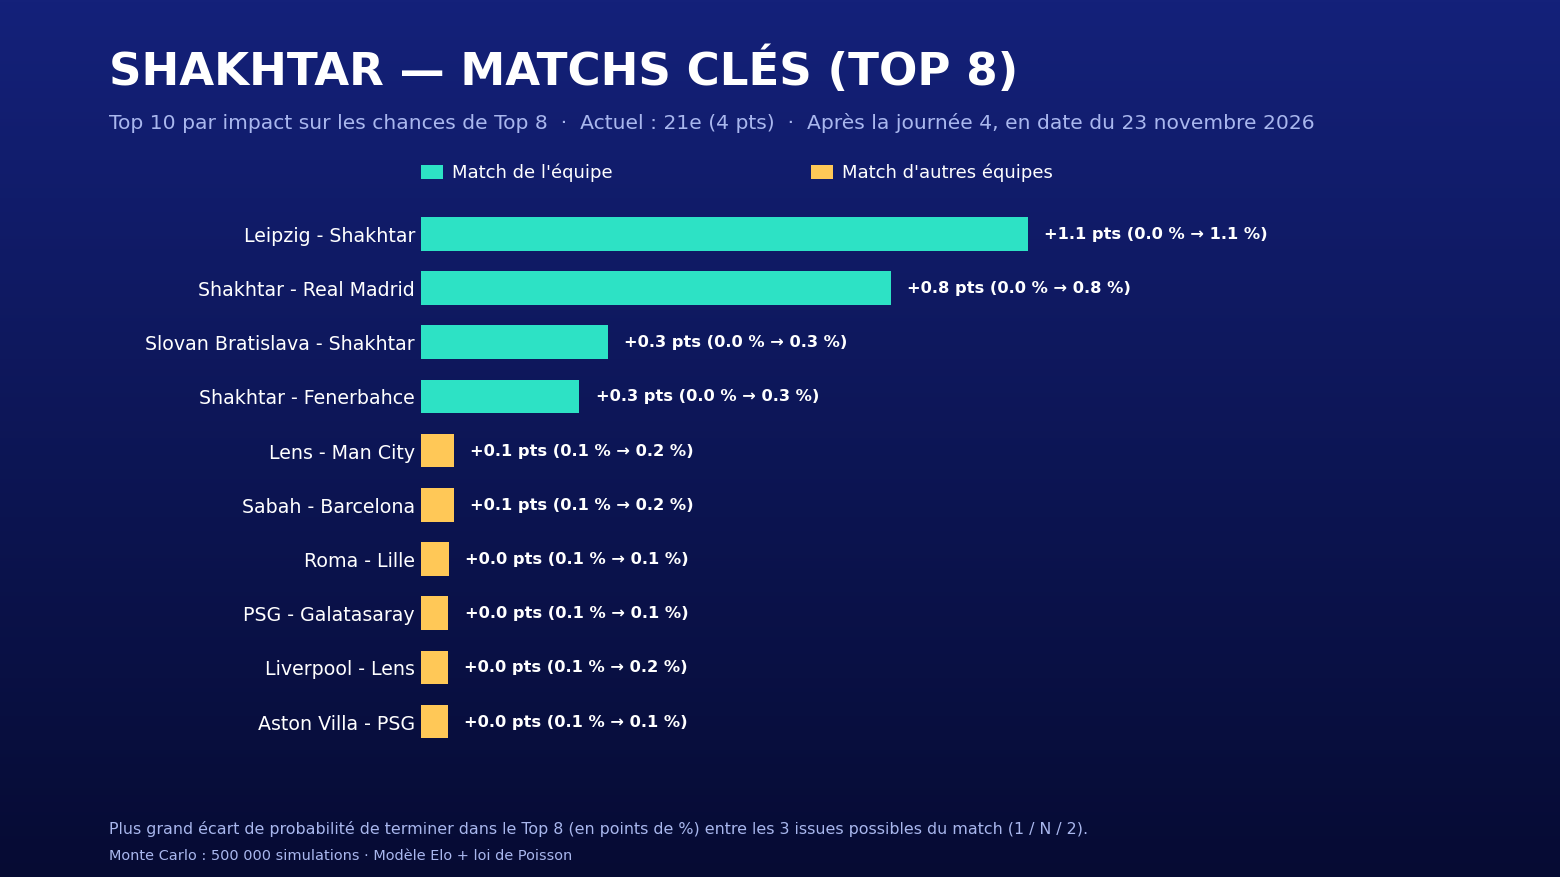 SHAKHTAR — MATCHS CLÉS (TOP 8)
Top 10 par impact sur les chances de Top 8 · Actuel : 21e (4 pts) · Après la journée 4, en date du 23 novembre 2026
Match de l'équipe
Match d'autres équipes
Leipzig - Shakhtar +1.1 pts (0.0 % → 1.1 %)
Shakhtar - Real Madrid +0.8 pts (0.0 % → 0.8 %)
Slovan Bratislava - Shakhtar +0.3 pts (0.0 % → 0.3 %)
Shakhtar - Fenerbahce +0.3 pts (0.0 % → 0.3 %)
Lens - Man City +0.1 pts (0.1 % → 0.2 %)
Sabah - Barcelona +0.1 pts (0.1 % → 0.2 %)
Roma - Lille +0.0 pts (0.1 % → 0.1 %)
PSG - Galatasaray +0.0 pts (0.1 % → 0.1 %)
Liverpool - Lens +0.0 pts (0.1 % → 0.2 %)
Aston Villa - PSG +0.0 pts (0.1 % → 0.1 %)
Plus grand écart de probabilité de terminer dans le Top 8 (en points de %) entre les 3 issues possibles du match (1 / N / 2).
Monte Carlo : 500 000 simulations · Modèle Elo + loi de Poisson